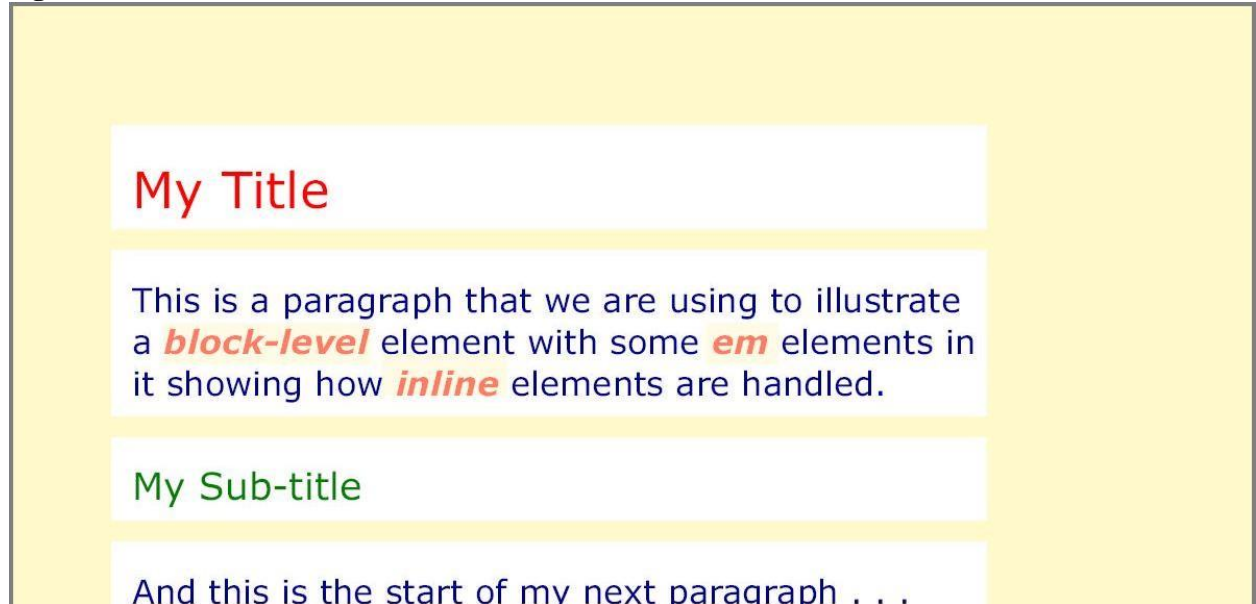 My Title
This is a paragraph that we are using to illustrate
a block-level element with some em elements in
it showing how inline elements are handled.
My Sub-title
And this is the start of my next paragraph . . .